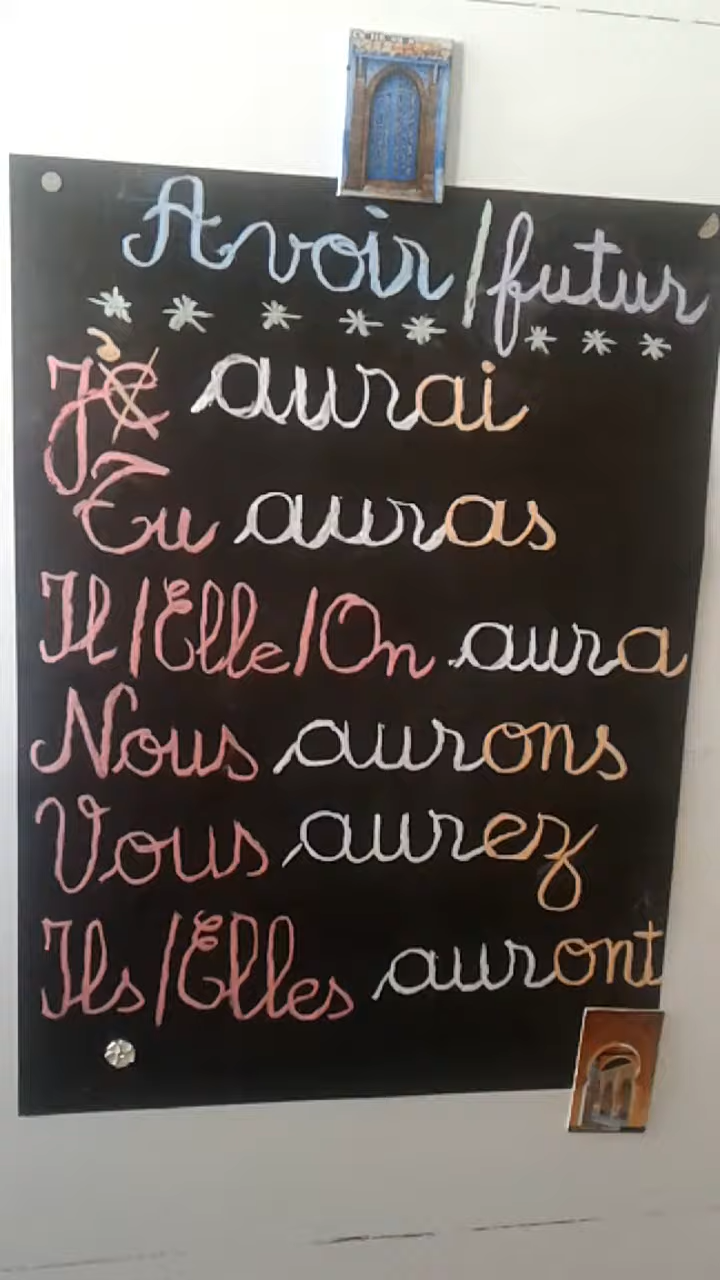 Avoir/futur
********
J' aurai
Tu auras
Il/Elle/On aura
Nous aurons
Vous aurez
Ils/Elles auront